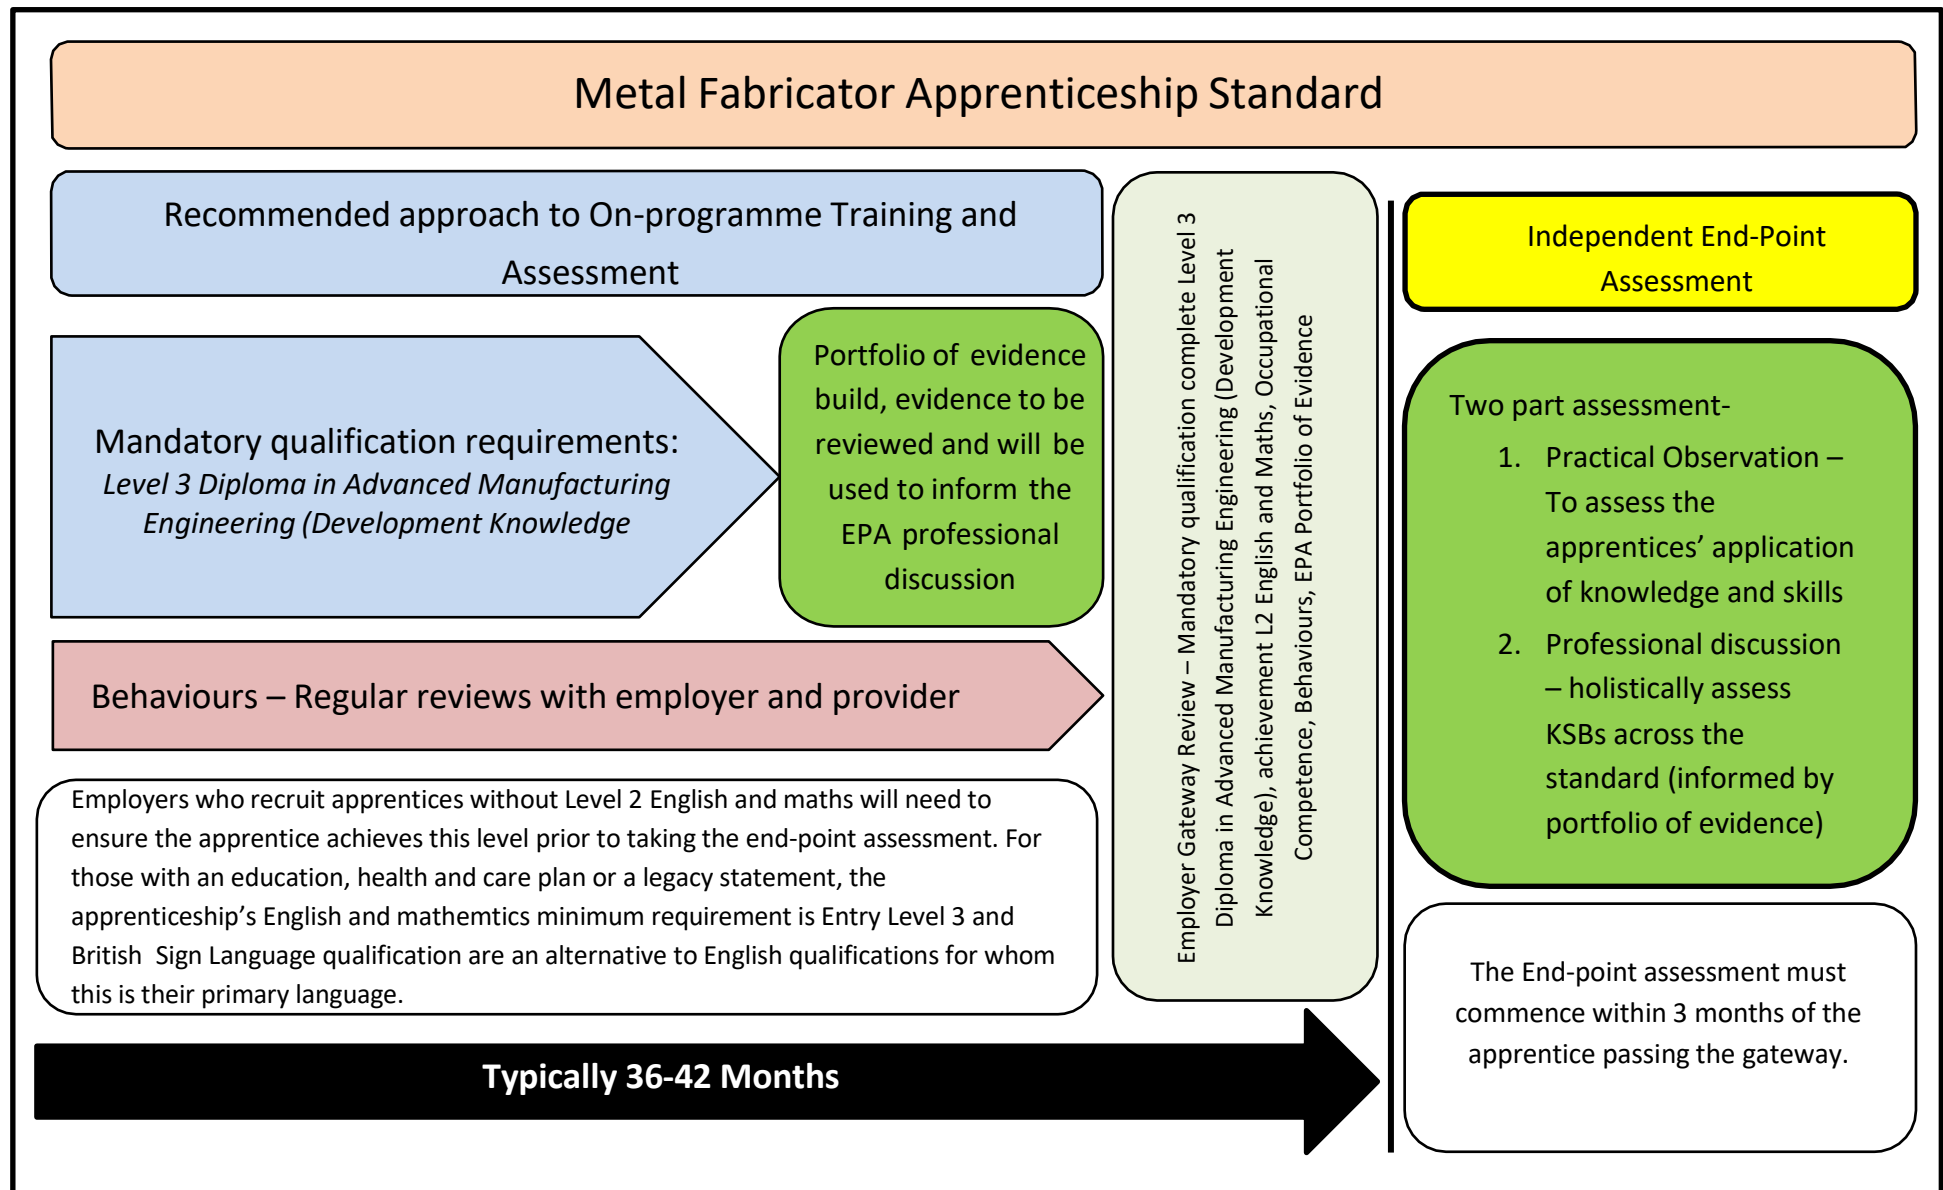 Metal Fabricator Apprenticeship Standard
Recommended approach to On-programme Training and
Assessment
Mandatory qualification requirements:
Level 3 Diploma in Advanced Manufacturing
Engineering (Development Knowledge
Portfolio of evidence
build, evidence to be
reviewed and will be
used to inform the
EPA professional
discussion
Behaviours – Regular reviews with employer and provider
Employers who recruit apprentices without Level 2 English and maths will need to
ensure the apprentice achieves this level prior to taking the end-point assessment. For
those with an education, health and care plan or a legacy statement, the
apprenticeship’s English and mathemtics minimum requirement is Entry Level 3 and
British Sign Language qualification are an alternative to English qualifications for whom
this is their primary language.
Typically 36-42 Months
Employer Gateway Review – Mandatory qualification complete Level 3
Diploma in Advanced Manufacturing Engineering (Development
Knowledge), achievement L2 English and Maths, Occupational
Competence, Behaviours, EPA Portfolio of Evidence
Independent End-Point
Assessment
Two part assessment-
1. Practical Observation –
To assess the
apprentices’ application
of knowledge and skills
2. Professional discussion
– holistically assess
KSBs across the
standard (informed by
portfolio of evidence)
The End-point assessment must
commence within 3 months of the
apprentice passing the gateway.